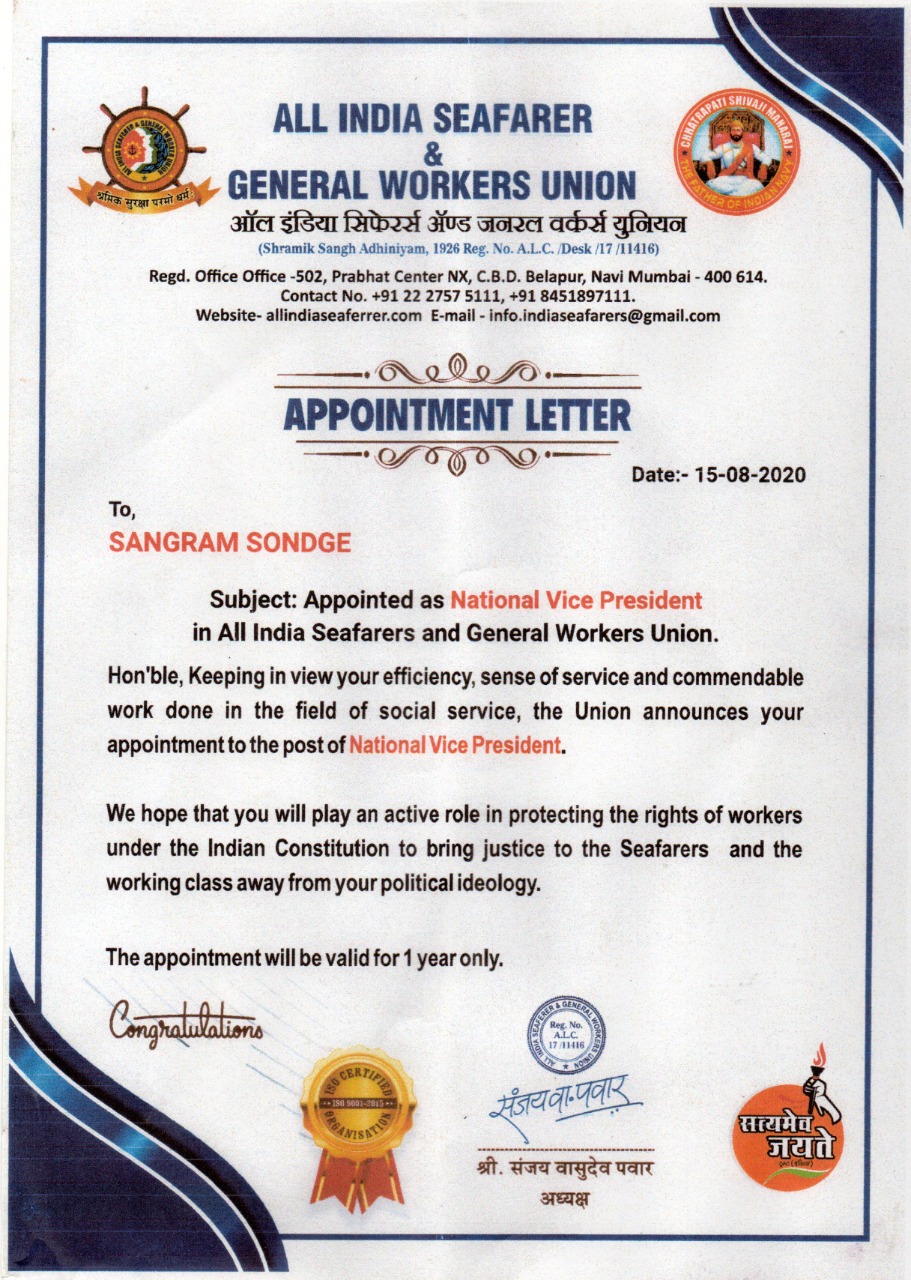 ALL INDIA SEAFARER
&
GENERAL WORKERS UNION
ऑल इंडिया सिफेरर्स ॲण्ड जनरल वर्कर्स युनियन
(Shramik Sangh Adhiniyam, 1926 Reg. No. A.L.C. /Desk /17 /11416)
Regd. Office Office -502, Prabhat Center NX, C.B.D. Belapur, Navi Mumbai - 400 614.
Contact No. +91 22 2757 5111, +91 8451897111.
Website- allindiaseaferrer.com E-mail - info.indiaseafarers@gmail.com
ALL INDIA SEAFARER & GENERAL WORKERS UNION
श्रमिक सुरक्षा परमो धर्मः
CHHATRAPATI SHIVAJI MAHARAJ
THE FATHER OF INDIAN NAVY
APPOINTMENT LETTER
Date:- 15-08-2020
To,
SANGRAM SONDGE
Subject: Appointed as National Vice President
in All India Seafarers and General Workers Union.
Hon'ble, Keeping in view your efficiency, sense of service and commendable
work done in the field of social service, the Union announces your
appointment to the post of National Vice President.
We hope that you will play an active role in protecting the rights of workers
under the Indian Constitution to bring justice to the Seafarers and the
working class away from your political ideology.
The appointment will be valid for 1 year only.
Congratulations
ISO CERTIFIED
ISO 9001-2015
ORGANISATION
ALL INDIA SEAFERER & GENERAL WORKERS UNION
Reg. No.
A.L.C.
17 /11416
संजय वा. पवार
श्री. संजय वासुदेव पवार
अध्यक्ष
सत्यमेव
जयते